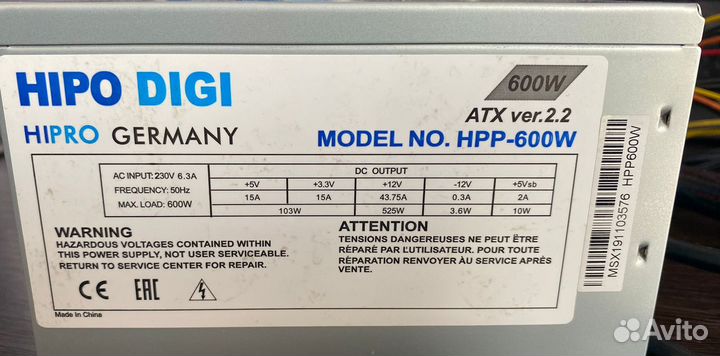 HIPO DIGI
600W
ATX ver.2.2
HIPRO GERMANY
MODEL NO. HPP-600W
AC INPUT: 230V 6.3A
FREQUENCY: 50Hz
MAX. LOAD: 600W
DC OUTPUT
+5V +3.3V +12V -12V +5Vsb
15A 15A 43.75A 0.3A 2A
103W 525W 3.6W 10W
WARNING
HAZARDOUS VOLTAGES CONTAINED WITHIN
THIS POWER SUPPLY, NOT USER SERVICEABLE.
RETURN TO SERVICE CENTER FOR REPAIR.
ATTENTION
TENSIONS DANGEREUSES NE PEUT ÊTRE
RÉPARÉ PAR L'UTILISATEUR. POUR TOUTE
RÉPARATION RENVOYER AU SERVICE APRÈS
VENTE.
CE EAC
Made in China
MSX191103576 HPP600W
Avito